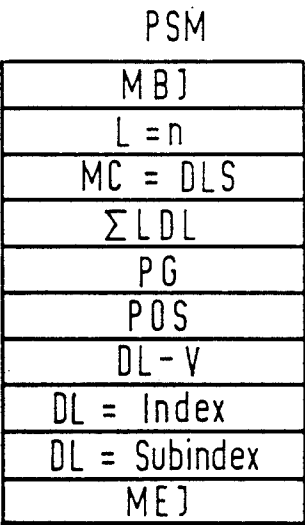 PSM
MBJ
L = n
MC = DLS
ΣLDL
PG
POS
DL-V
DL = Index
DL = Subindex
MEJ